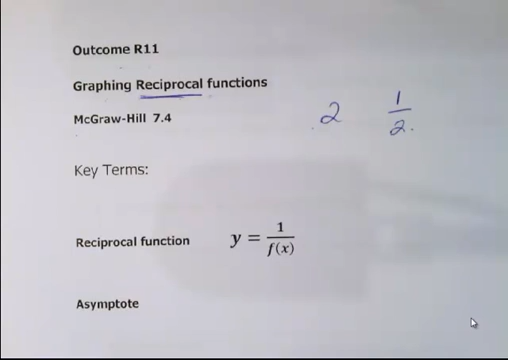 Outcome R11
Graphing Reciprocal functions
2 1/2
McGraw-Hill 7.4
Key Terms:
Reciprocal function y = 1/f(x)
Asymptote